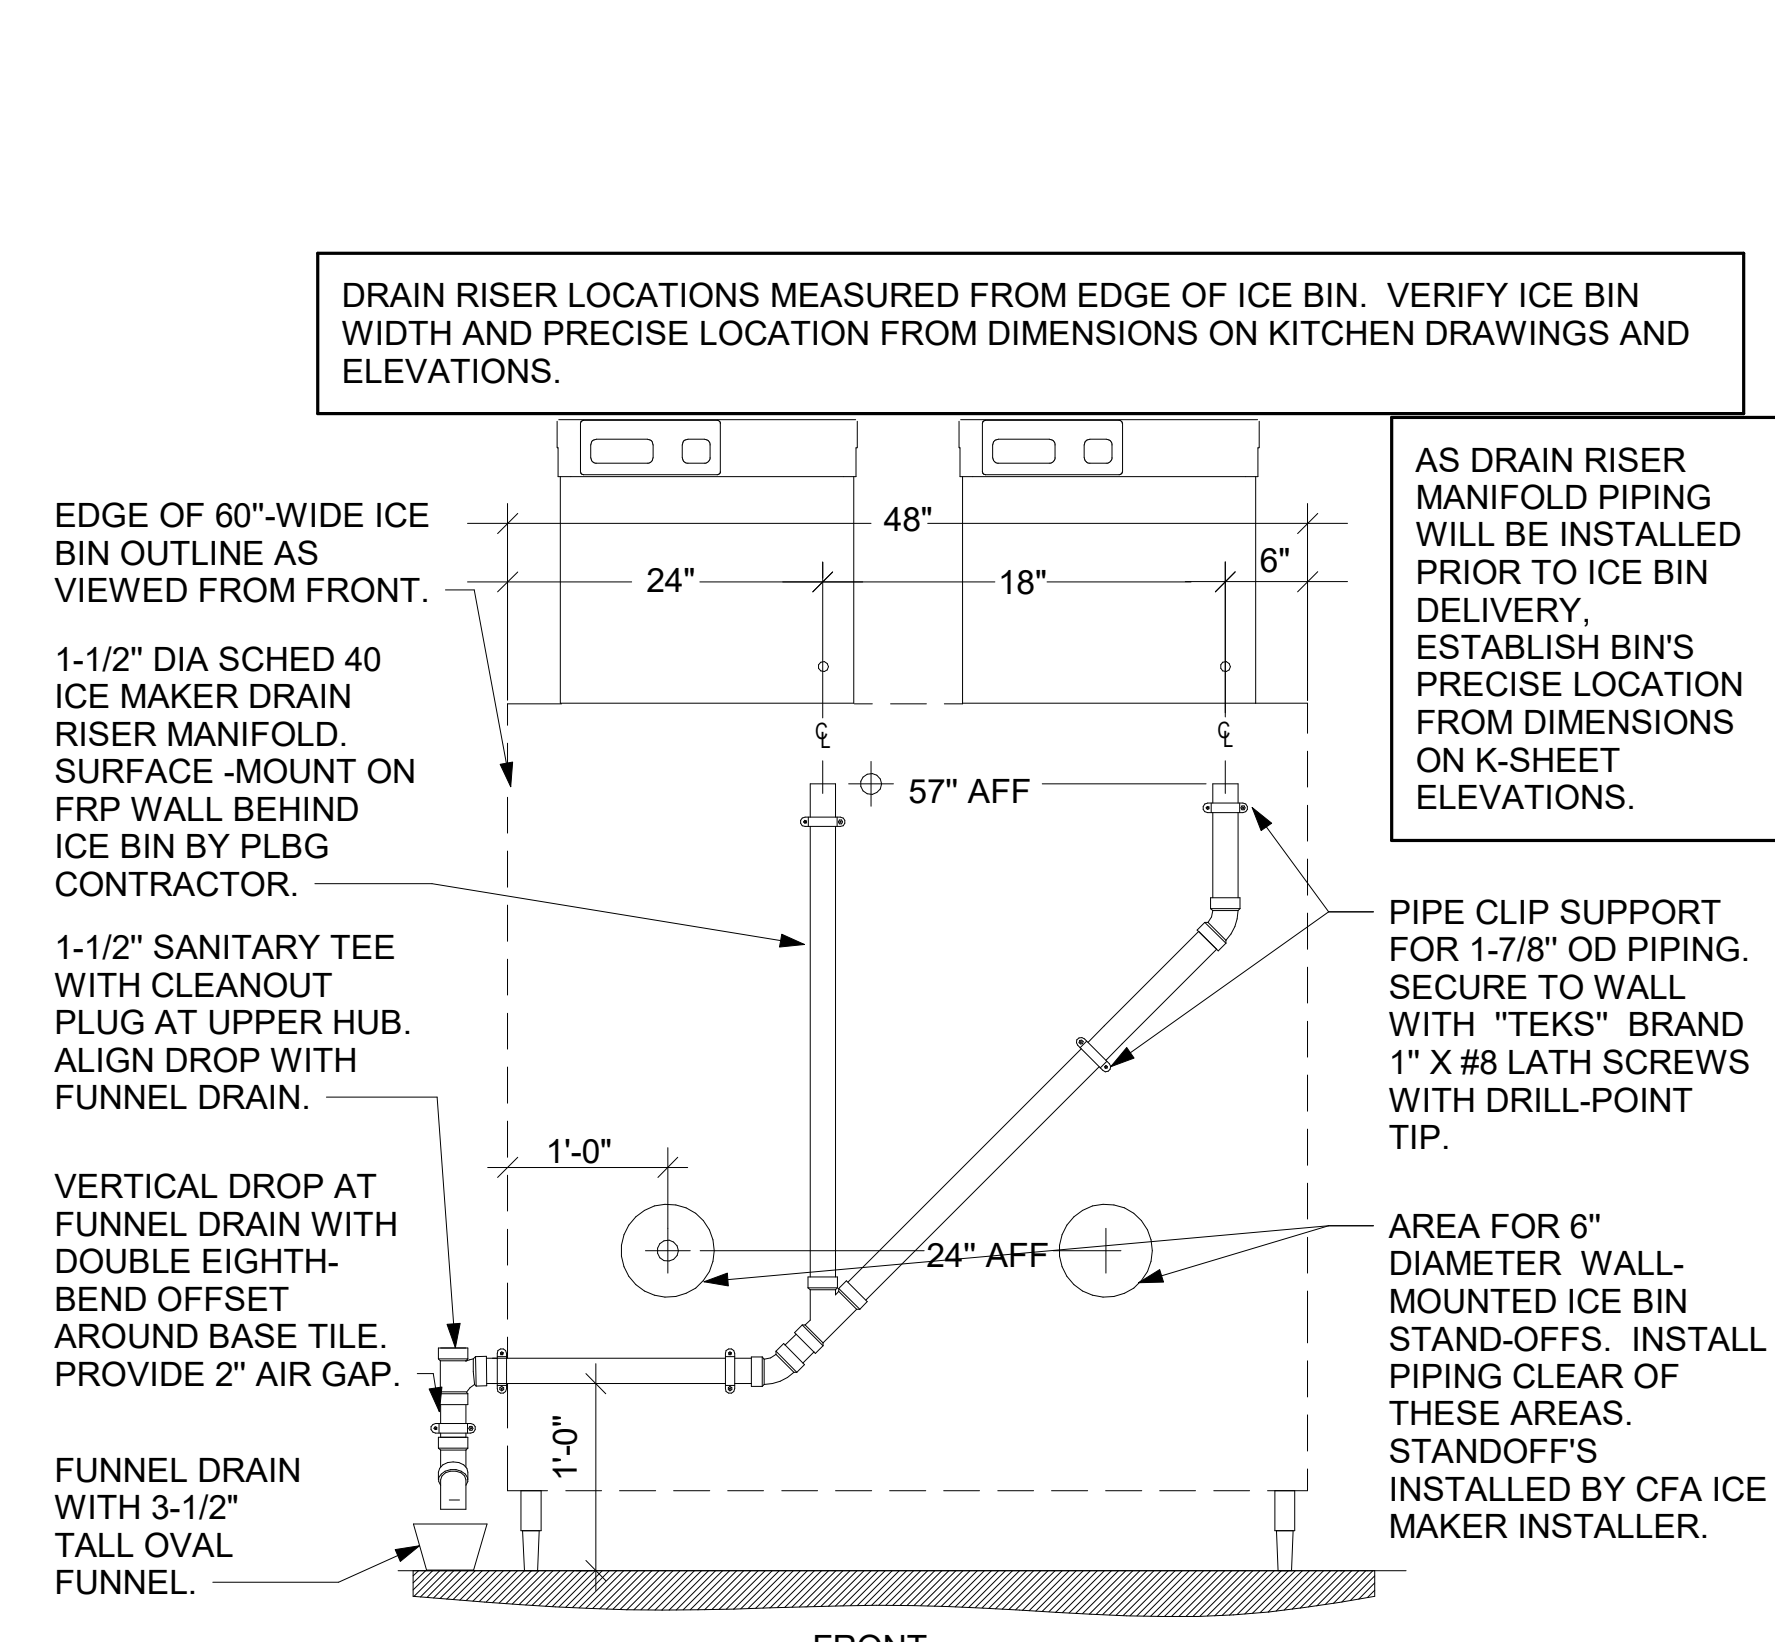 DRAIN RISER LOCATIONS MEASURED FROM EDGE OF ICE BIN. VERIFY ICE BIN
WIDTH AND PRECISE LOCATION FROM DIMENSIONS ON KITCHEN DRAWINGS AND
ELEVATIONS.
AS DRAIN RISER
MANIFOLD PIPING
WILL BE INSTALLED
PRIOR TO ICE BIN
DELIVERY,
ESTABLISH BIN'S
PRECISE LOCATION
FROM DIMENSIONS
ON K-SHEET
ELEVATIONS.
EDGE OF 60"-WIDE ICE
BIN OUTLINE AS
VIEWED FROM FRONT.
48"
24"
18"
6"
1-1/2" DIA SCHED 40
ICE MAKER DRAIN
RISER MANIFOLD.
SURFACE -MOUNT ON
FRP WALL BEHIND
ICE BIN BY PLBG
CONTRACTOR.
CL
CL
57" AFF
1-1/2" SANITARY TEE
WITH CLEANOUT
PLUG AT UPPER HUB.
ALIGN DROP WITH
FUNNEL DRAIN.
PIPE CLIP SUPPORT
FOR 1-7/8" OD PIPING.
SECURE TO WALL
WITH "TEKS" BRAND
1" X #8 LATH SCREWS
WITH DRILL-POINT
TIP.
1'-0"
VERTICAL DROP AT
FUNNEL DRAIN WITH
DOUBLE EIGHTH-
BEND OFFSET
AROUND BASE TILE.
PROVIDE 2" AIR GAP.
24" AFF
AREA FOR 6"
DIAMETER WALL-
MOUNTED ICE BIN
STAND-OFFS. INSTALL
PIPING CLEAR OF
THESE AREAS.
STANDOFF'S
INSTALLED BY CFA ICE
MAKER INSTALLER.
1'-0"
FUNNEL DRAIN
WITH 3-1/2"
TALL OVAL
FUNNEL.
FRONT